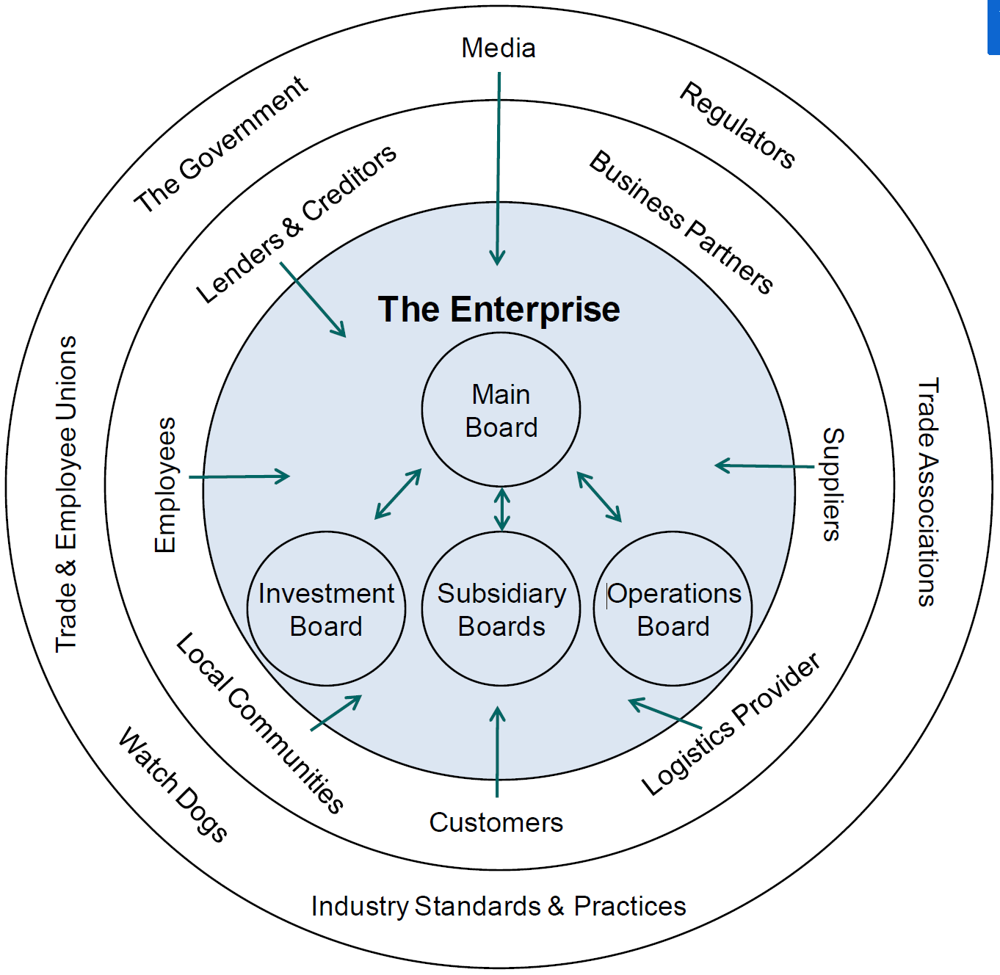 Media
The Government
Regulators
Lenders & Creditors
Business Partners
The Enterprise
Main
Board
Trade & Employee Unions
Employees
Suppliers
Trade Associations
Investment
Board
Subsidiary
Boards
Operations
Board
Local Communities
Logistics Provider
Watch Dogs
Customers
Industry Standards & Practices